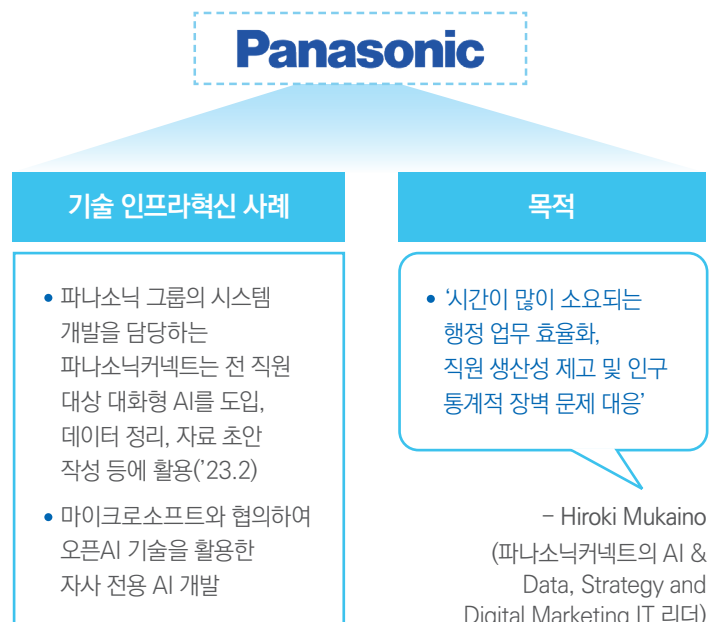 Panasonic
기술 인프라혁신 사례
• 파나소닉 그룹의 시스템
개발을 담당하는
파나소닉커넥트는 전 직원
대상 대화형 AI를 도입,
데이터 정리, 자료 초안
작성 등에 활용(’23.2)
• 마이크로소프트와 협의하여
오픈AI 기술을 활용한
자사 전용 AI 개발
목적
• ‘시간이 많이 소요되는
행정 업무 효율화,
직원 생산성 제고 및 인구
통계적 장벽 문제 대응’
– Hiroki Mukaino
(파나소닉커넥트의 AI &
Data, Strategy and
Digital Marketing IT 리더)